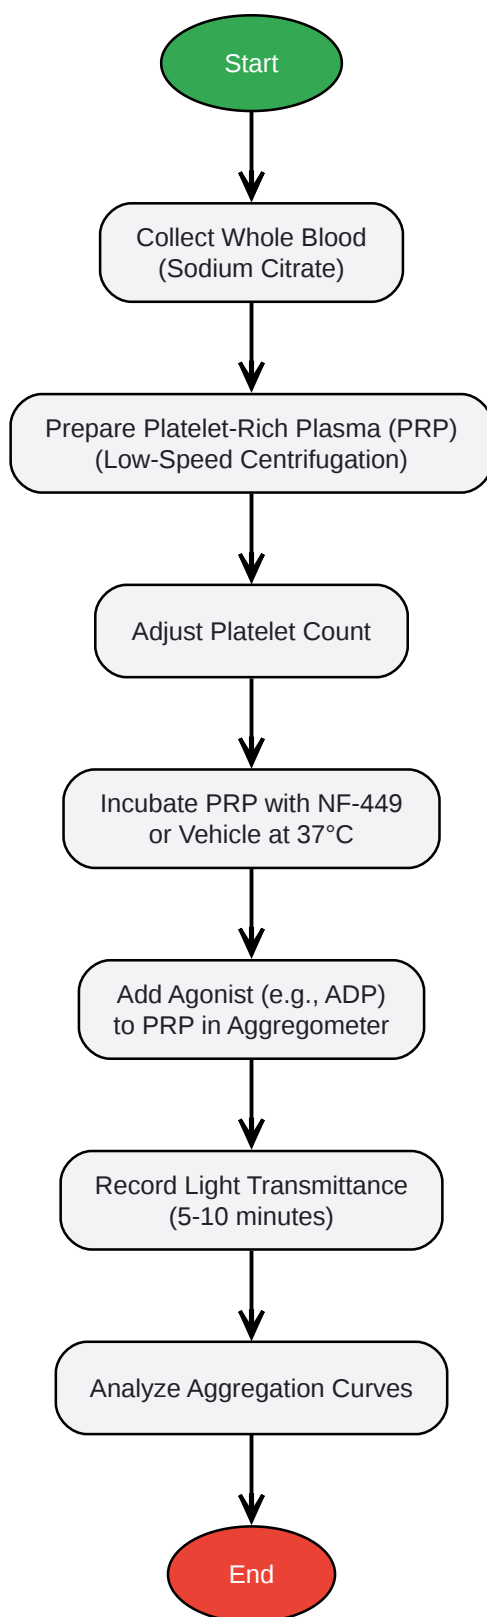 Start
Collect Whole Blood
(Sodium Citrate)
Prepare Platelet-Rich Plasma (PRP)
(Low-Speed Centrifugation)
Adjust Platelet Count
Incubate PRP with NF-449
or Vehicle at 37°C
Add Agonist (e.g., ADP)
to PRP in Aggregometer
Record Light Transmittance
(5-10 minutes)
Analyze Aggregation Curves
End